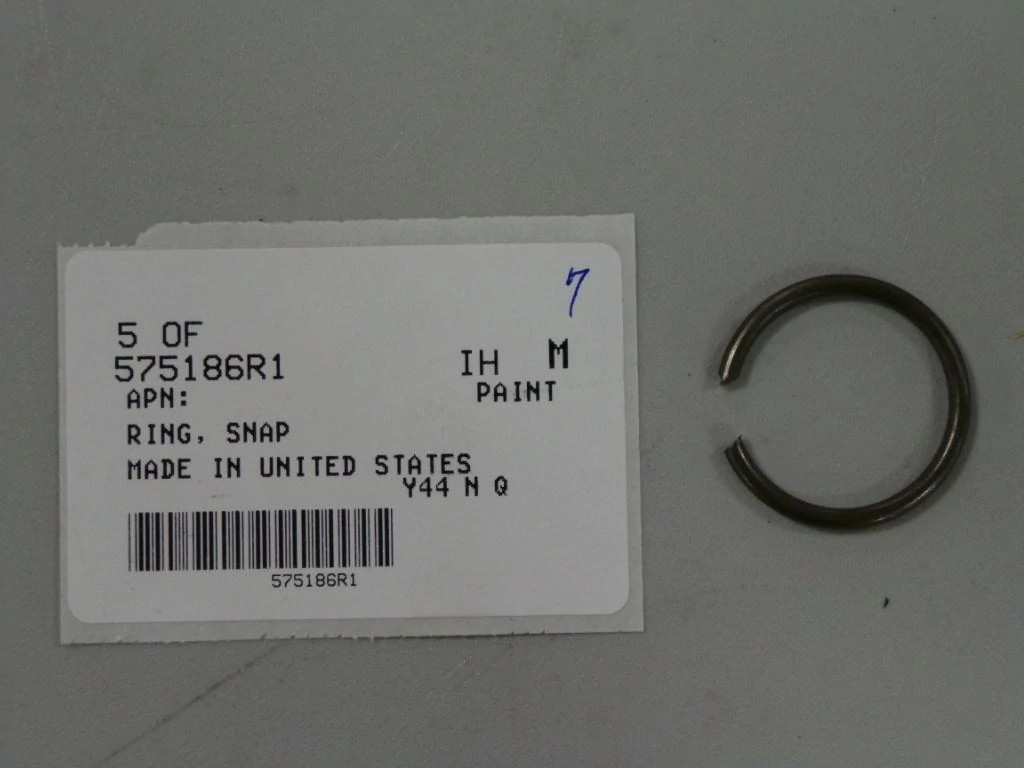 7
5 OF
575186R1 IH M
APN: PAINT
RING, SNAP
MADE IN UNITED STATES
Y44 N Q
575186R1